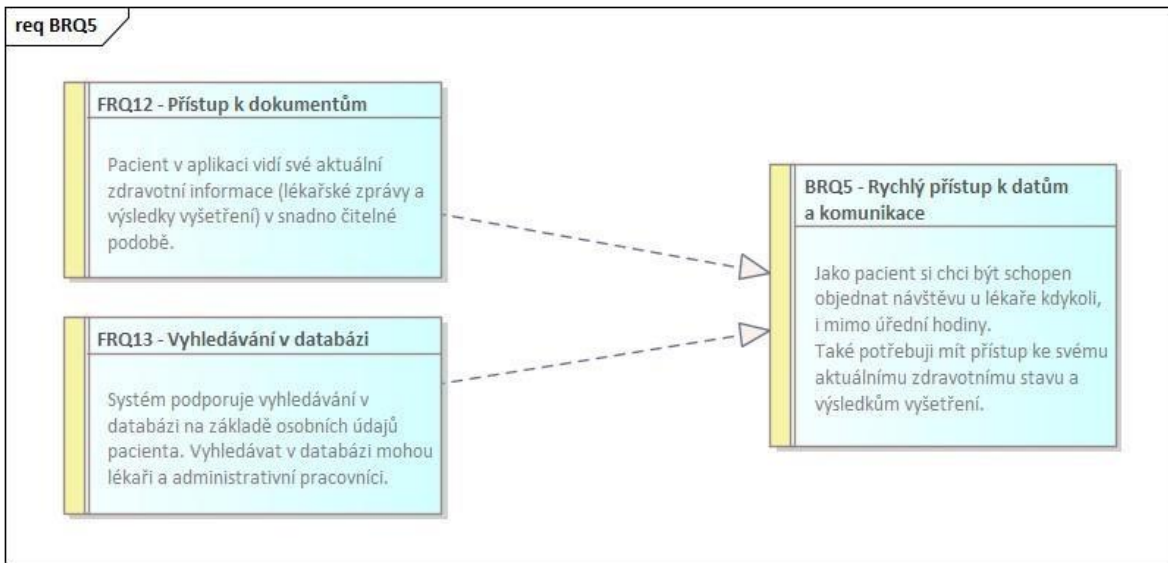 req BRQ5
FRQ12 - Přístup k dokumentům
Pacient v aplikaci vidí své aktuální
zdravotní informace (lékařské zprávy a
výsledky vyšetření) v snadno čitelné
podobě.
FRQ13 - Vyhledávání v databázi
Systém podporuje vyhledávání v
databázi na základě osobních údajů
pacienta. Vyhledávat v databázi mohou
lékaři a administrativní pracovníci.
BRQ5 - Rychlý přístup k datům
a komunikace
Jako pacient si chci být schopen
objednat návštěvu u lékaře kdykoli,
i mimo úřední hodiny.
Také potřebuji mít přístup ke svému
aktuálnímu zdravotnímu stavu a
výsledkům vyšetření.